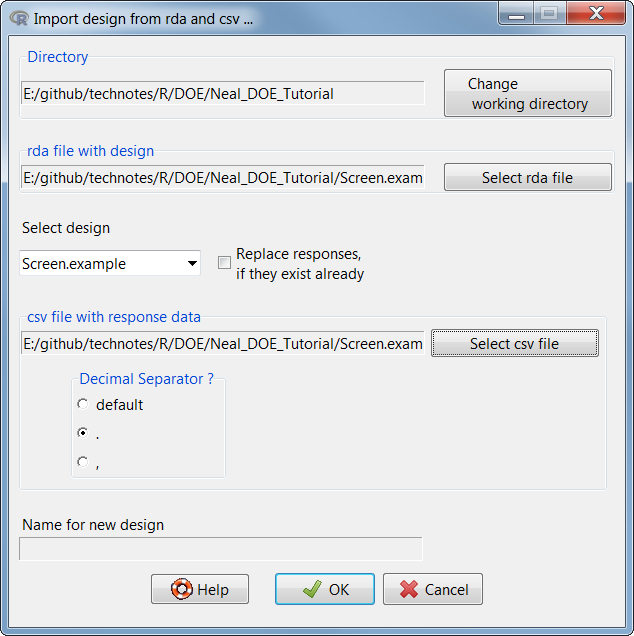 Import design from rda and csv ...
Directory
E:/github/technotes/R/DOE/Neal_DOE_Tutorial
Change
working directory
rda file with design
E:/github/technotes/R/DOE/Neal_DOE_Tutorial/Screen.exam
Select rda file
Select design
Screen.example
Replace responses,
if they exist already
csv file with response data
E:/github/technotes/R/DOE/Neal_DOE_Tutorial/Screen.exam
Select csv file
Decimal Separator ?
default
.
,
Name for new design
Help
OK
Cancel